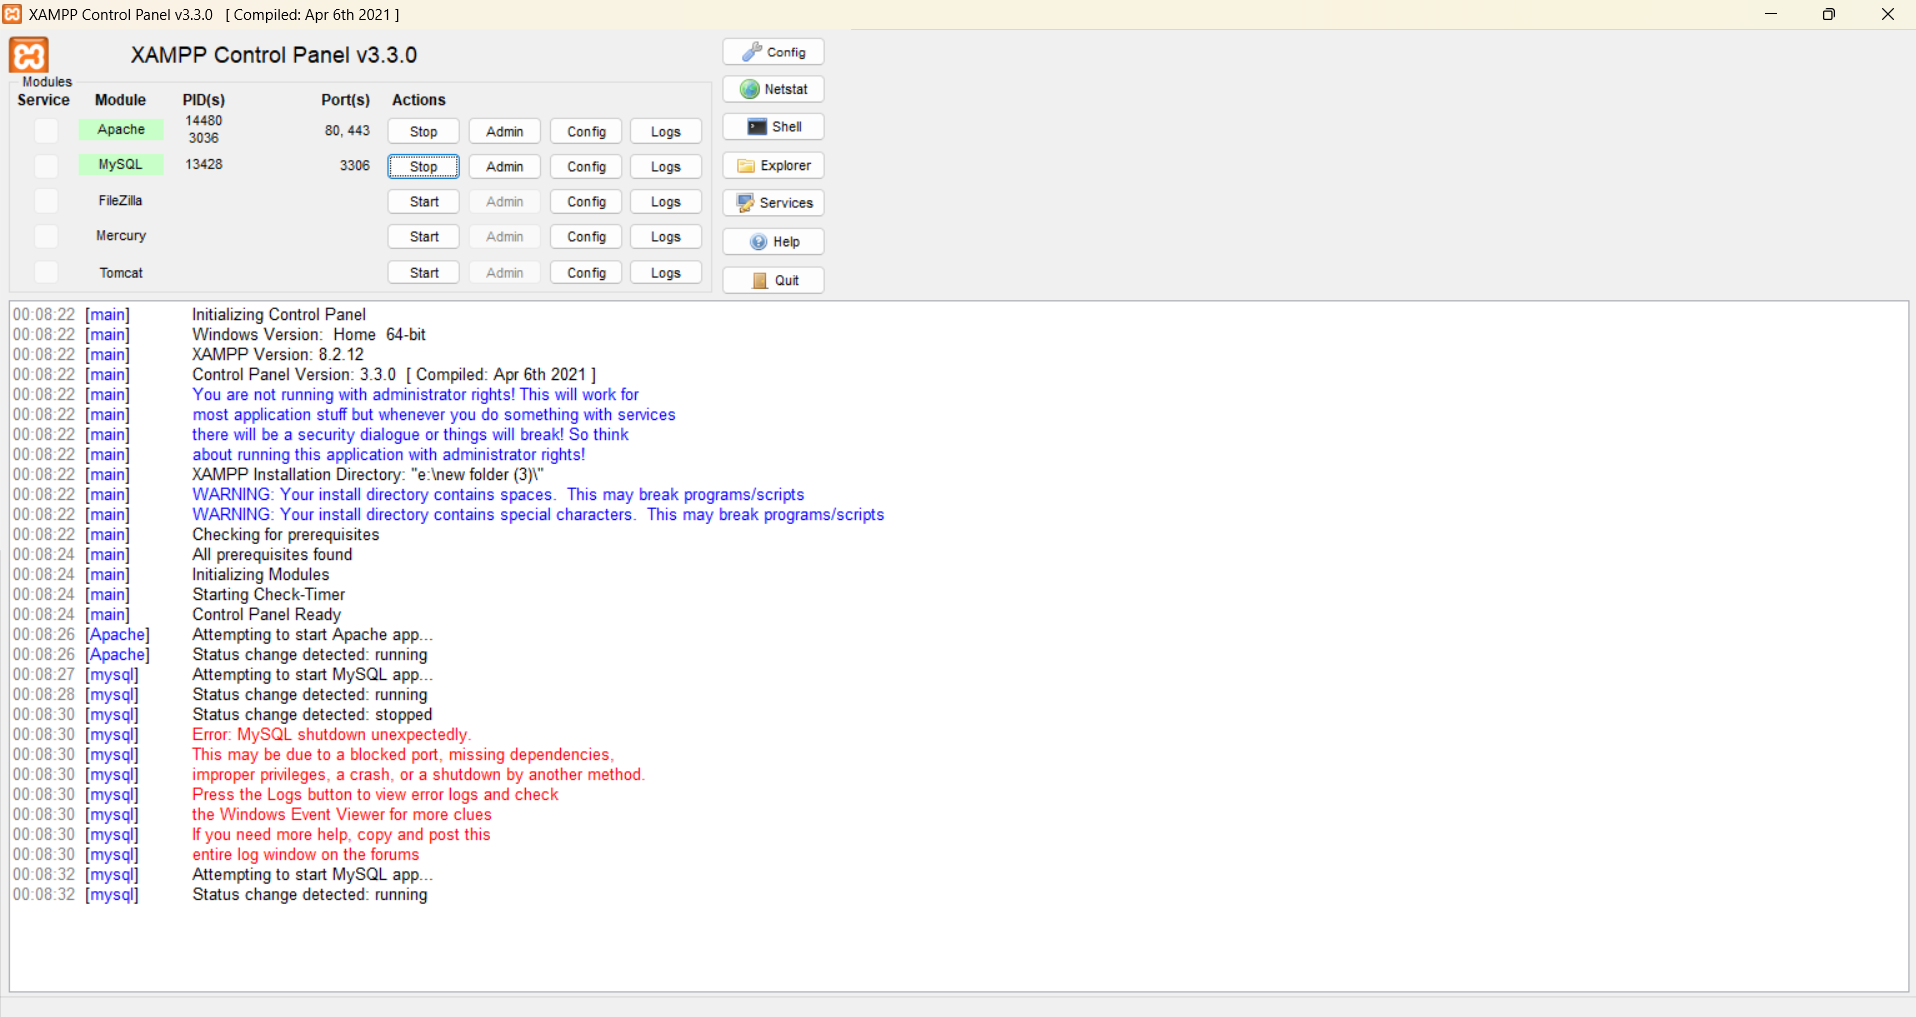 XAMPP Control Panel v3.3.0 [ Compiled: Apr 6th 2021 ]
XAMPP Control Panel v3.3.0
Config
Modules
Service Module PID(s) Port(s) Actions
Netstat
Apache 14480 3036 80, 443 Stop Admin Config Logs
Shell
MySQL 13428 3306 Stop Admin Config Logs
Explorer
FileZilla Start Admin Config Logs
Services
Mercury Start Admin Config Logs
Help
Tomcat Start Admin Config Logs
Quit
00:08:22 [main] Initializing Control Panel
00:08:22 [main] Windows Version: Home 64-bit
00:08:22 [main] XAMPP Version: 8.2.12
00:08:22 [main] Control Panel Version: 3.3.0 [ Compiled: Apr 6th 2021 ]
00:08:22 [main] You are not running with administrator rights! This will work for
00:08:22 [main] most application stuff but whenever you do something with services
00:08:22 [main] there will be a security dialogue or things will break! So think
00:08:22 [main] about running this application with administrator rights!
00:08:22 [main] XAMPP Installation Directory: "e:\new folder (3)\"
00:08:22 [main] WARNING: Your install directory contains spaces. This may break programs/scripts
00:08:22 [main] WARNING: Your install directory contains special characters. This may break programs/scripts
00:08:22 [main] Checking for prerequisites
00:08:24 [main] All prerequisites found
00:08:24 [main] Initializing Modules
00:08:24 [main] Starting Check-Timer
00:08:24 [main] Control Panel Ready
00:08:26 [Apache] Attempting to start Apache app...
00:08:26 [Apache] Status change detected: running
00:08:27 [mysql] Attempting to start MySQL app...
00:08:28 [mysql] Status change detected: running
00:08:30 [mysql] Status change detected: stopped
00:08:30 [mysql] Error: MySQL shutdown unexpectedly.
00:08:30 [mysql] This may be due to a blocked port, missing dependencies,
00:08:30 [mysql] improper privileges, a crash, or a shutdown by another method.
00:08:30 [mysql] Press the Logs button to view error logs and check
00:08:30 [mysql] the Windows Event Viewer for more clues
00:08:30 [mysql] If you need more help, copy and post this
00:08:30 [mysql] entire log window on the forums
00:08:32 [mysql] Attempting to start MySQL app...
00:08:32 [mysql] Status change detected: running